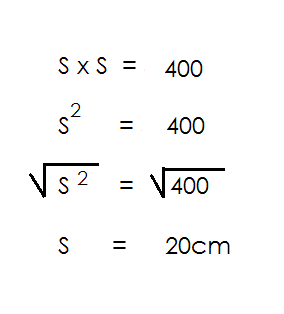 S x S = 400
S² = 400
√S² = √400
S = 20cm